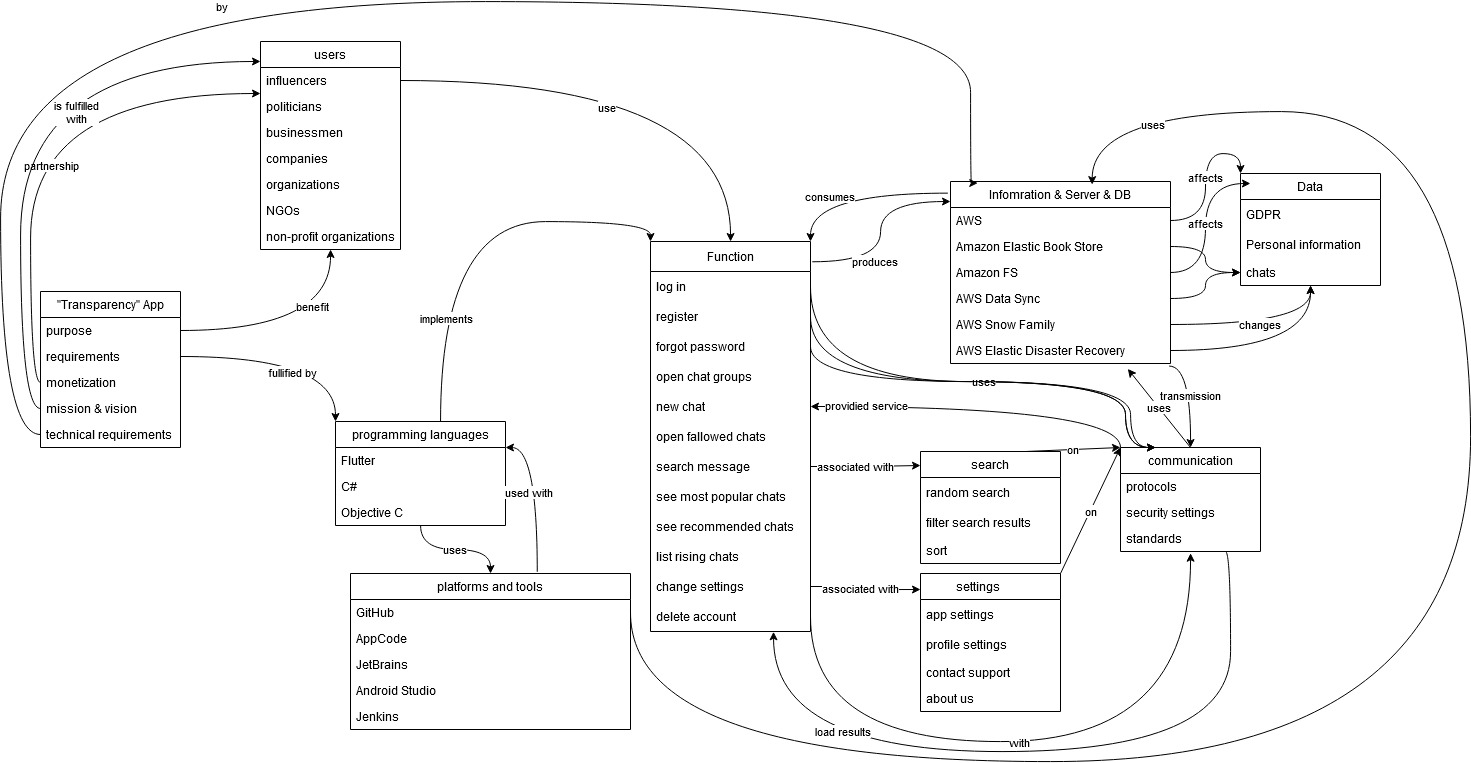 by
users
influencers
politicians
businessmen
companies
organizations
NGOs
non-profit organizations
is fulfilled
with
partnership
use
benefit
"Transparency" App
purpose
requirements
monetization
mission & vision
technical requirements
fullified by
implements
programming languages
Flutter
C#
Objective C
used with
uses
platforms and tools
GitHub
AppCode
JetBrains
Android Studio
Jenkins
Function
log in
register
forgot password
open chat groups
new chat
open fallowed chats
search message
see most popular chats
see recommended chats
list rising chats
change settings
delete account
consumes
produces
Infomration & Server & DB
AWS
Amazon Elastic Book Store
Amazon FS
AWS Data Sync
AWS Snow Family
AWS Elastic Disaster Recovery
uses
affects
affects
changes
Data
GDPR
Personal information
chats
uses
transmission
uses
providied service
associated with
on
search
random search
filter search results
sort
communication
protocols
security settings
standards
on
associated with
settings
app settings
profile settings
contact support
about us
load results
with